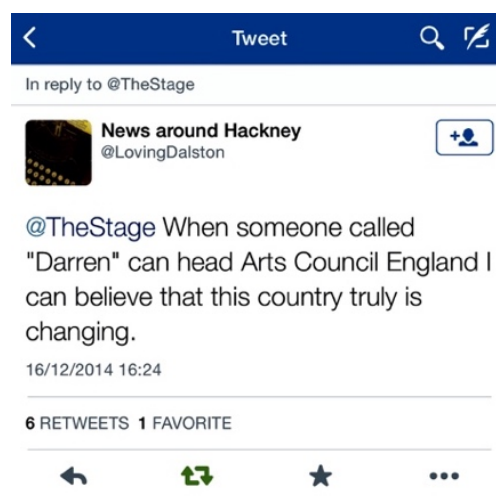 Tweet
In reply to @TheStage
News around Hackney
@LovingDalston
@TheStage When someone called
"Darren" can head Arts Council England I
can believe that this country truly is
changing.
16/12/2014 16:24
6 RETWEETS 1 FAVORITE